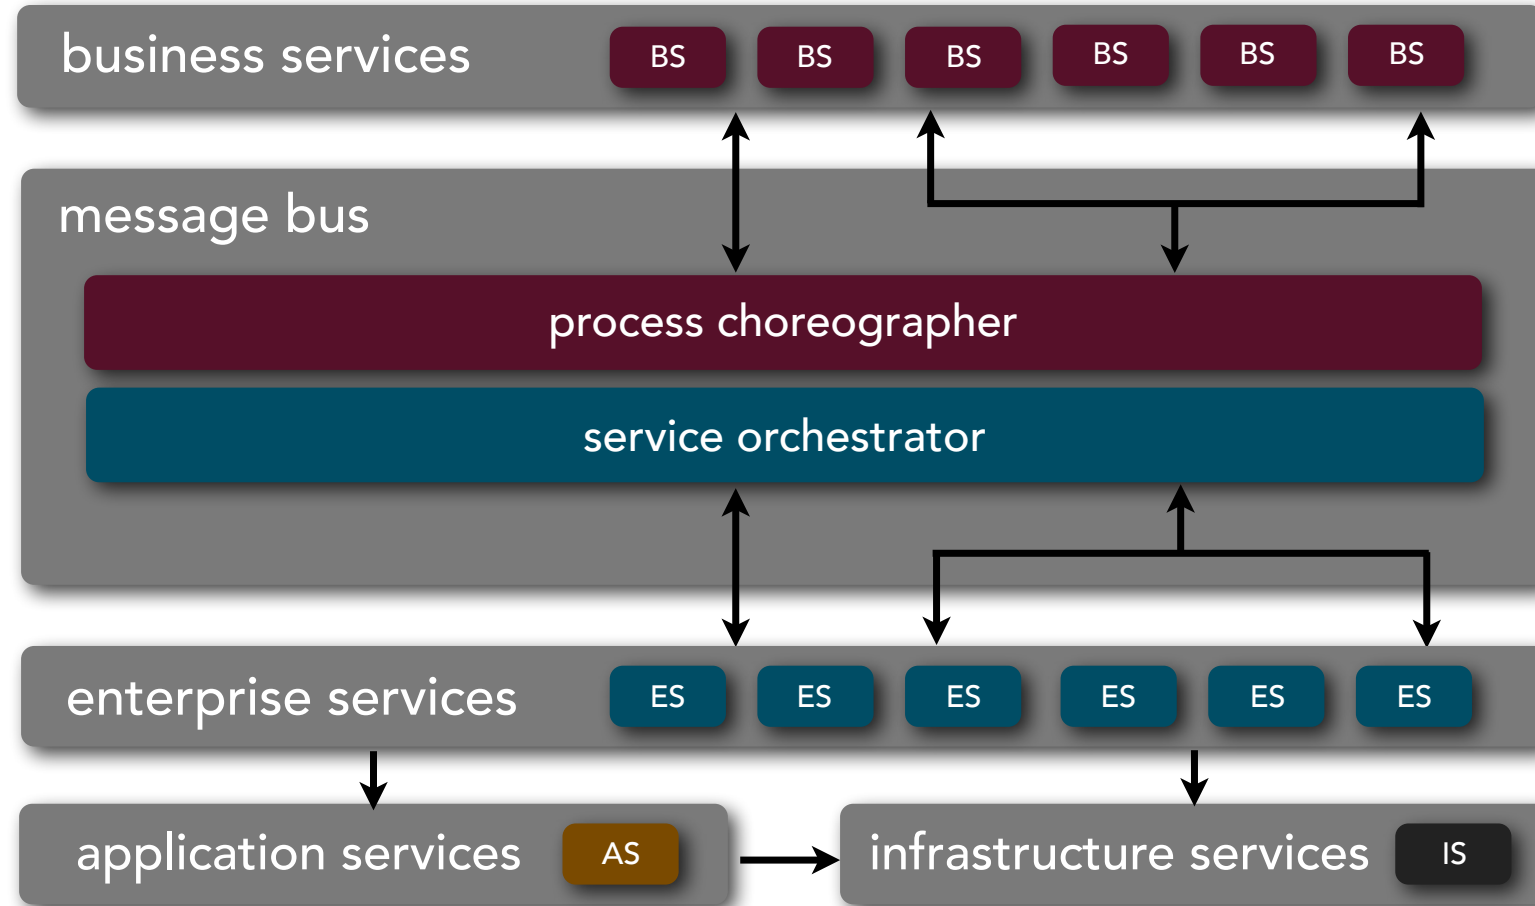 business services BS BS BS BS BS BS
message bus
process choreographer
service orchestrator
enterprise services ES ES ES ES ES ES
application services AS infrastructure services IS